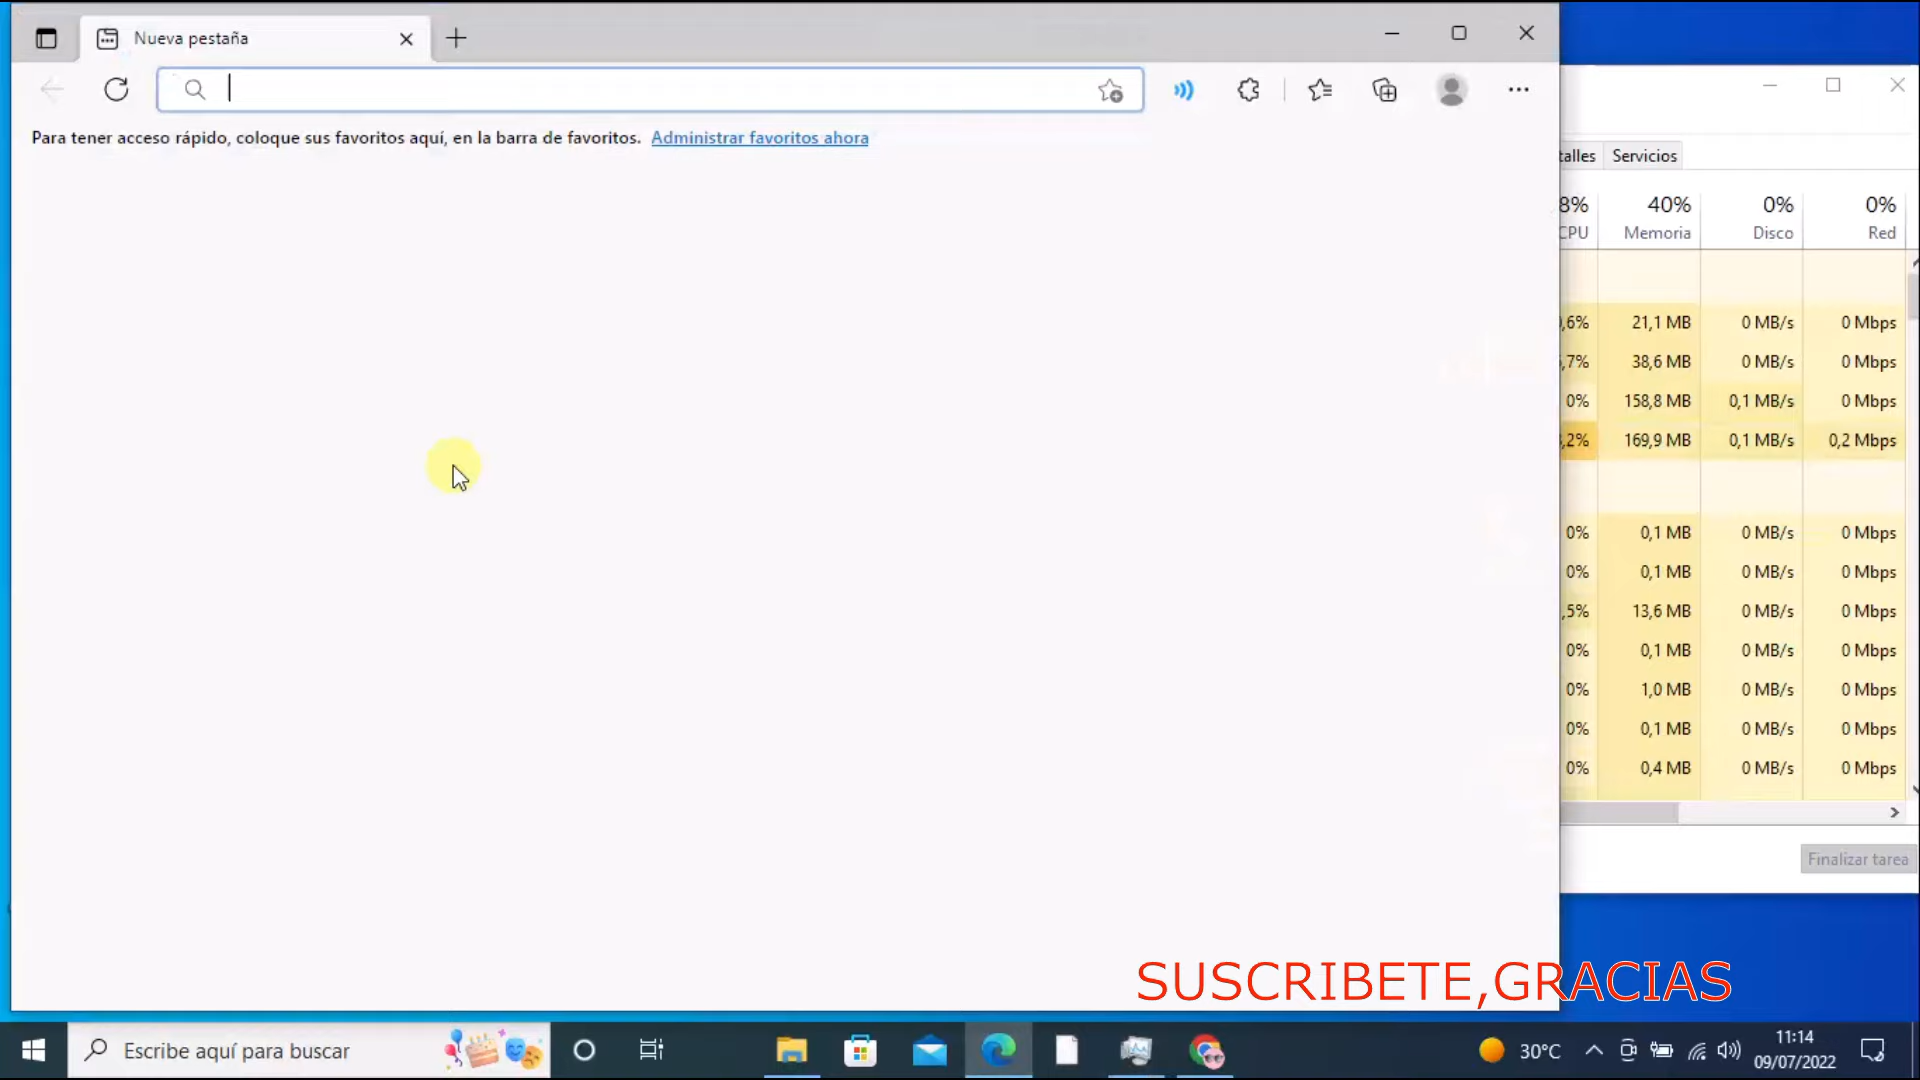 Nueva pestaña
Para tener acceso rápido, coloque sus favoritos aquí, en la barra de favoritos. Administrar favoritos ahora
talles Servicios
8% 40% 0% 0%
CPU Memoria Disco Red
,6% 21,1 MB 0 MB/s 0 Mbps
,7% 38,6 MB 0 MB/s 0 Mbps
0% 158,8 MB 0,1 MB/s 0 Mbps
,2% 169,9 MB 0,1 MB/s 0,2 Mbps
0% 0,1 MB 0 MB/s 0 Mbps
0% 0,1 MB 0 MB/s 0 Mbps
,5% 13,6 MB 0 MB/s 0 Mbps
0% 0,1 MB 0 MB/s 0 Mbps
0% 1,0 MB 0 MB/s 0 Mbps
0% 0,1 MB 0 MB/s 0 Mbps
0% 0,4 MB 0 MB/s 0 Mbps
Finalizar tarea
SUSCRIBETE,GRACIAS
Escribe aquí para buscar
30°C
11:14
09/07/2022